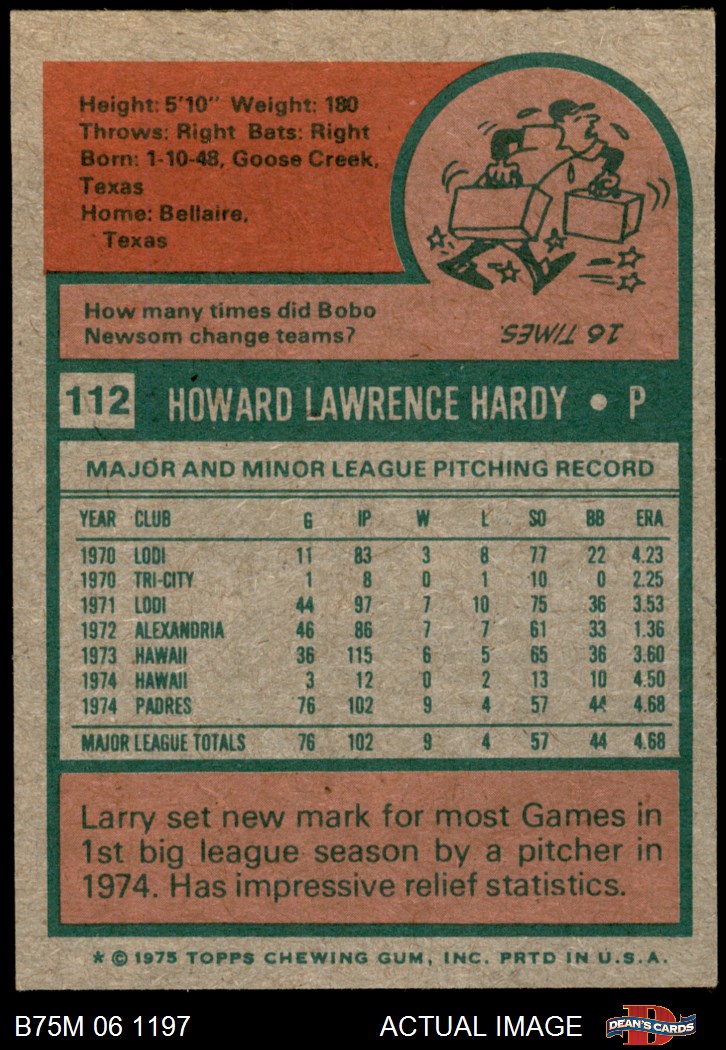 Height: 5'10" Weight: 180
Throws: Right Bats: Right
Born: 1-10-48, Goose Creek,
Texas
Home: Bellaire,
Texas
How many times did Bobo
Newsom change teams?
16 TIMES.
112 HOWARD LAWRENCE HARDY • P
MAJOR AND MINOR LEAGUE PITCHING RECORD
YEAR CLUB G IP W L SO BB ERA
1970 LODI 11 83 3 8 77 22 4.23
1970 TRI-CITY 1 8 0 1 10 0 2.25
1971 LODI 44 97 7 10 75 36 3.53
1972 ALEXANDRIA 46 86 7 7 61 33 1.36
1973 HAWAII 36 115 6 5 65 36 3.60
1974 HAWAII 3 12 0 2 13 10 4.50
1974 PADRES 76 102 9 4 57 44 4.68
MAJOR LEAGUE TOTALS 76 102 9 4 57 44 4.68
Larry set new mark for most Games in
1st big league season by a pitcher in
1974. Has impressive relief statistics.
* © 1975 TOPPS CHEWING GUM, INC. PRTD IN U.S.A.
B75M 06 1197 ACTUAL IMAGE
DEAN'S CARDS